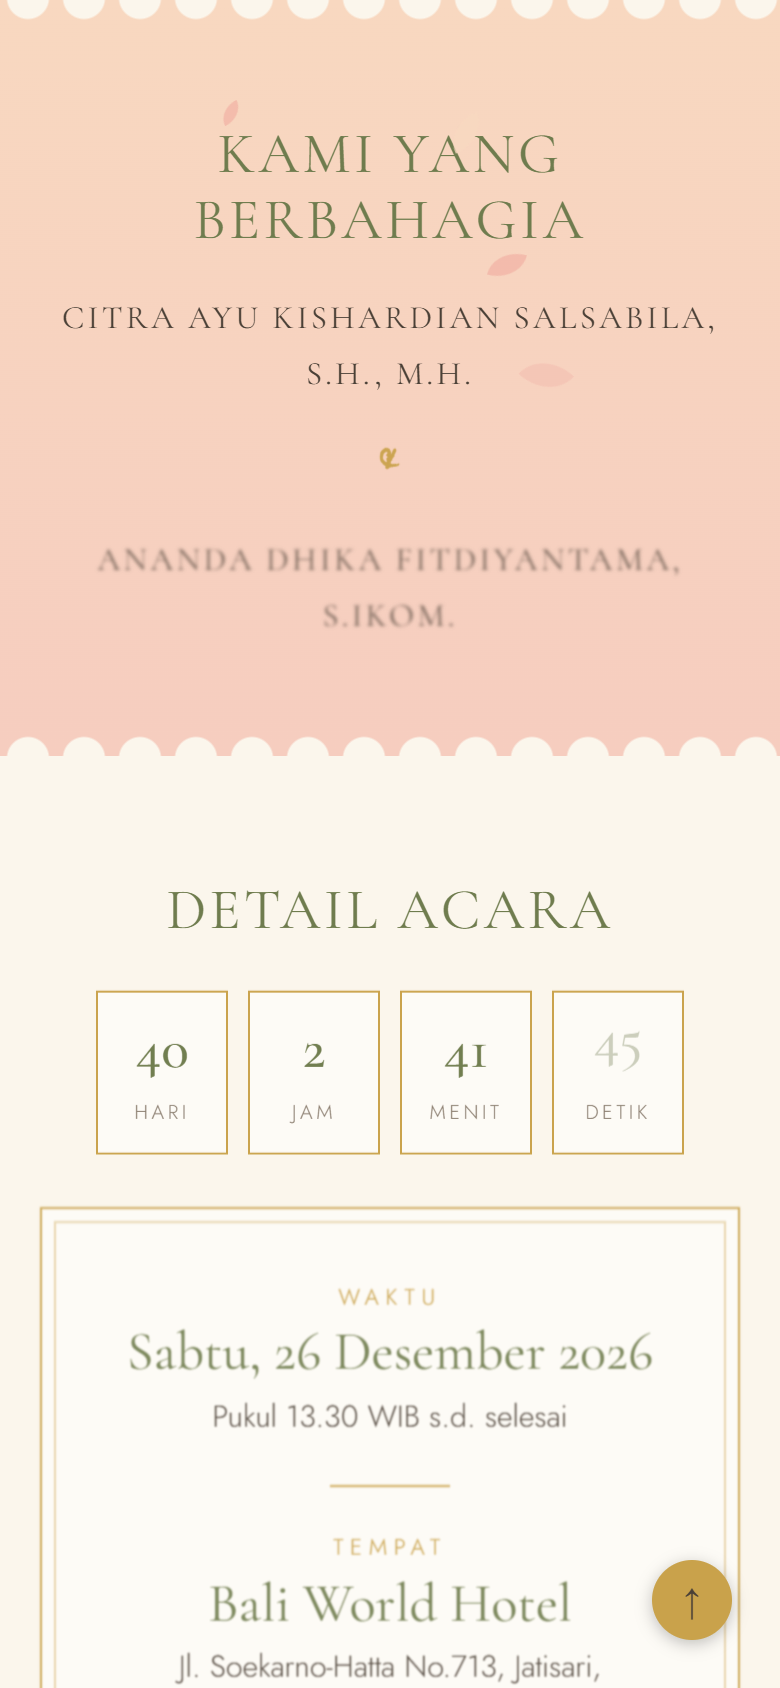 KAMI YANG
BERBAHAGIA
CITRA AYU KISHARDIAN SALSABILA,
S.H., M.H.
&
ANANDA DHIKA FITDIYANTAMA,
S.IKOM.
DETAIL ACARA
40 2 41 45
HARI JAM MENIT DETIK
WAKTU
Sabtu, 26 Desember 2026
Pukul 13.30 WIB s.d. selesai
TEMPAT
Bali World Hotel
↑
Jl. Soekarno-Hatta No.713, Jatisari,